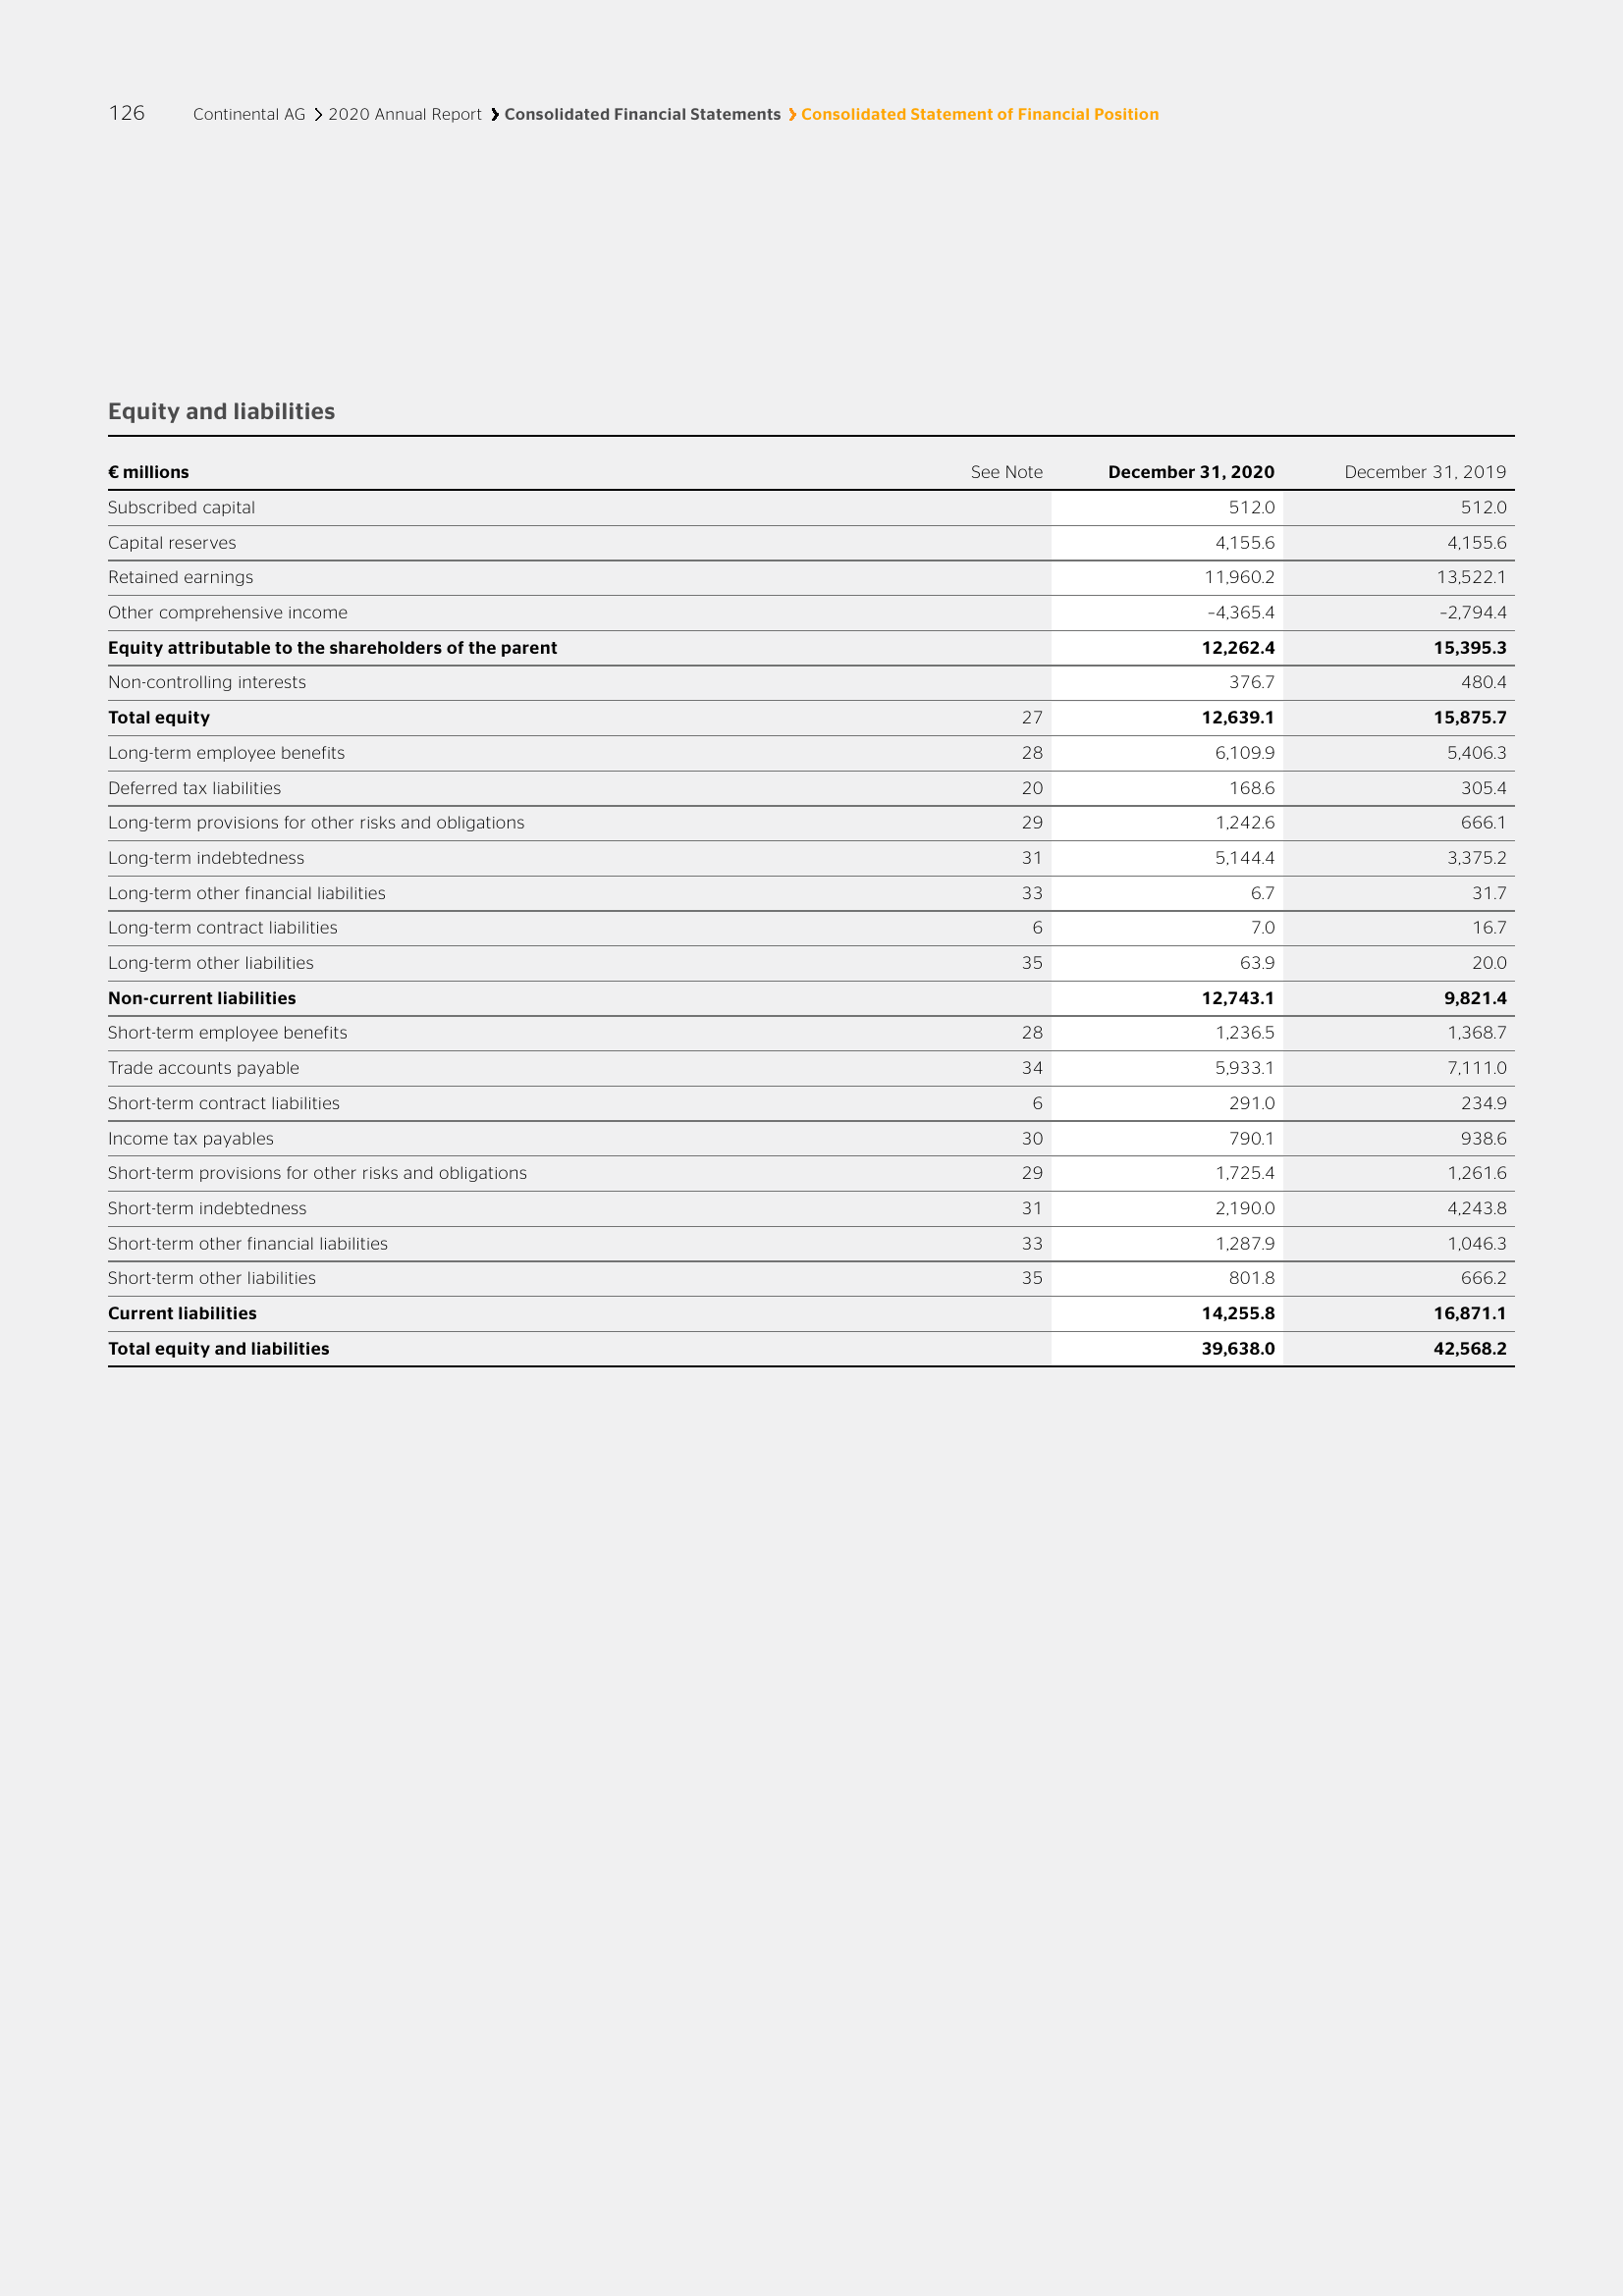 126 Continental AG › 2020 Annual Report › Consolidated Financial Statements › Consolidated Statement of Financial Position
Equity and liabilities
€ millions See Note December 31, 2020 December 31, 2019
Subscribed capital 512.0 512.0
Capital reserves 4,155.6 4,155.6
Retained earnings 11,960.2 13,522.1
Other comprehensive income –4,365.4 –2,794.4
Equity attributable to the shareholders of the parent 12,262.4 15,395.3
Non-controlling interests 376.7 480.4
Total equity 27 12,639.1 15,875.7
Long-term employee benefits 28 6,109.9 5,406.3
Deferred tax liabilities 20 168.6 305.4
Long-term provisions for other risks and obligations 29 1,242.6 666.1
Long-term indebtedness 31 5,144.4 3,375.2
Long-term other financial liabilities 33 6.7 31.7
Long-term contract liabilities 6 7.0 16.7
Long-term other liabilities 35 63.9 20.0
Non-current liabilities 12,743.1 9,821.4
Short-term employee benefits 28 1,236.5 1,368.7
Trade accounts payable 34 5,933.1 7,111.0
Short-term contract liabilities 6 291.0 234.9
Income tax payables 30 790.1 938.6
Short-term provisions for other risks and obligations 29 1,725.4 1,261.6
Short-term indebtedness 31 2,190.0 4,243.8
Short-term other financial liabilities 33 1,287.9 1,046.3
Short-term other liabilities 35 801.8 666.2
Current liabilities 14,255.8 16,871.1
Total equity and liabilities 39,638.0 42,568.2